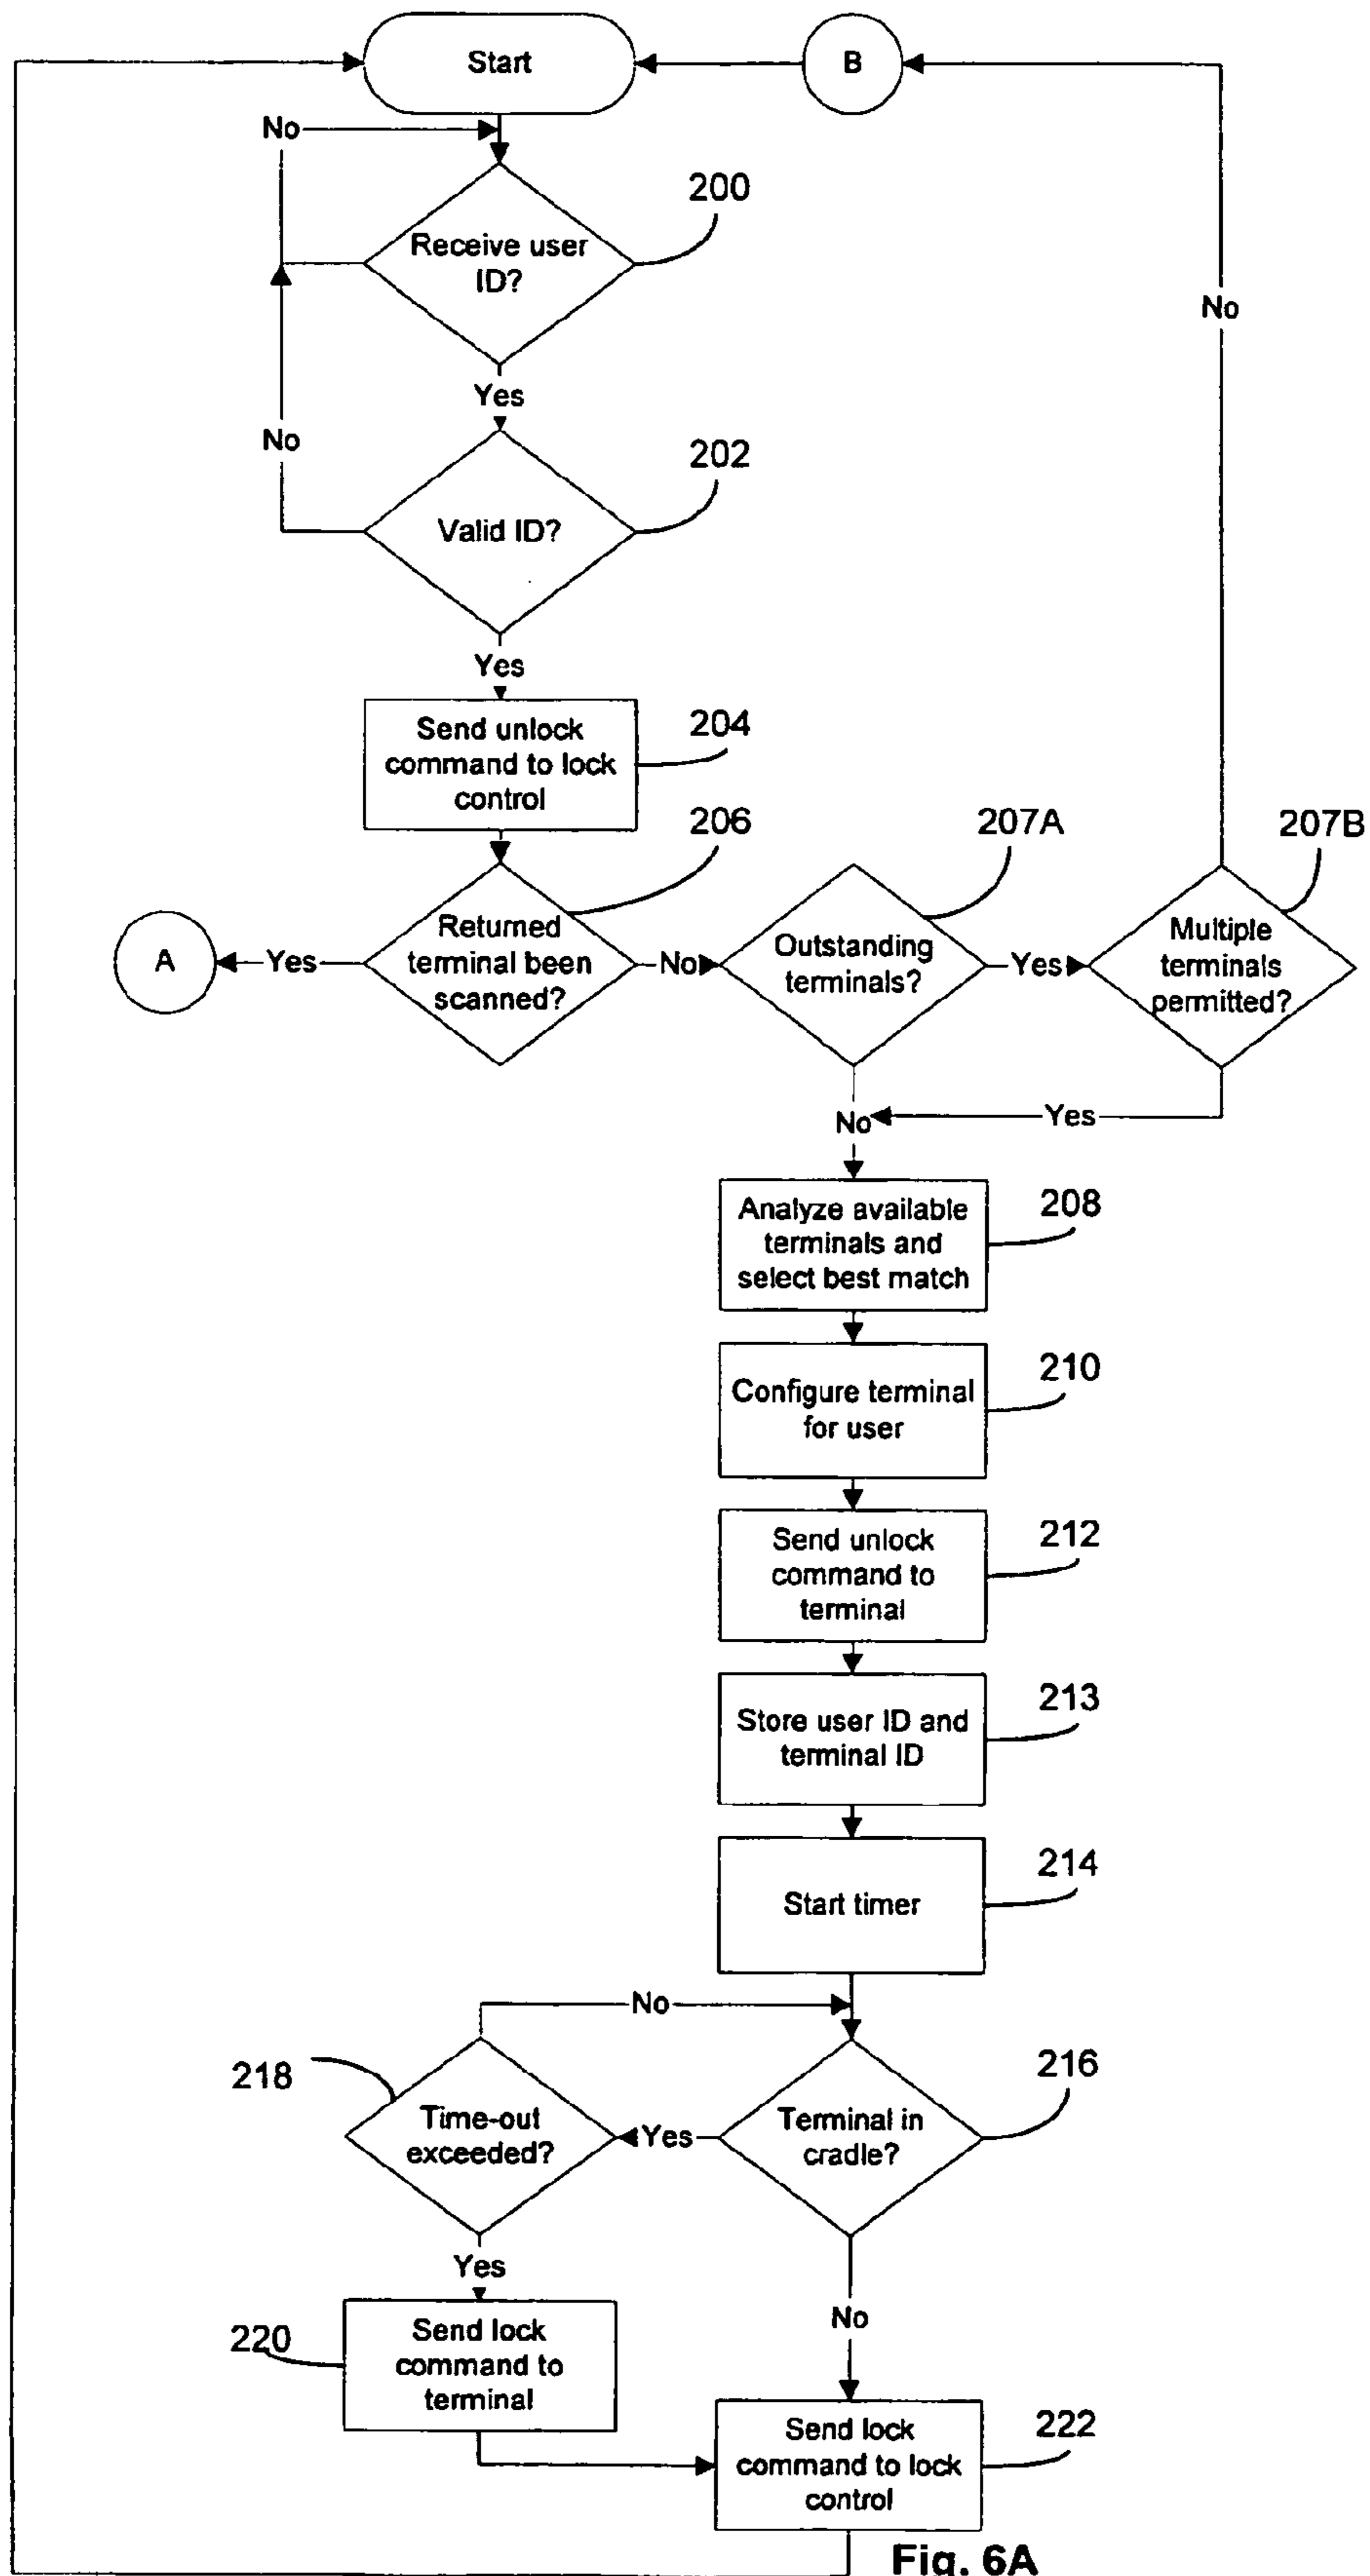 Start
B
No
200
Receive user
ID?
No
Yes
No
202
Valid ID?
Yes
Send unlock
command to lock
control
204
206
207A
207B
A
Yes
Returned
terminal been
scanned?
No
Outstanding
terminals?
Yes
Multiple
terminals
permitted?
No
Yes
Analyze available
terminals and
select best match
208
Configure terminal
for user
210
Send unlock
command to
terminal
212
Store user ID and
terminal ID
213
Start timer
214
No
218
216
Time-out
exceeded?
Yes
Terminal in
cradle?
Yes
No
220
Send lock
command to
terminal
Send lock
command to lock
control
222
Fig. 6A